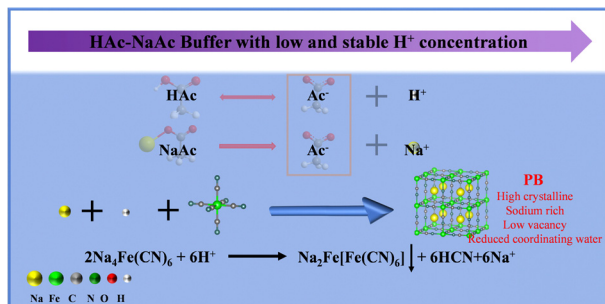 HAc-NaAc Buffer with low and stable H⁺ concentration
HAc Ac⁻ + H⁺
NaAc Ac⁻ + Na⁺
+ +
PB
High crystalline
Sodium rich
Low vacancy
Reduced coordinating water
2Na₄Fe(CN)₆ + 6H⁺ ⟶ Na₂Fe[Fe(CN)₆]↓ + 6HCN+6Na⁺
Na Fe C N O H